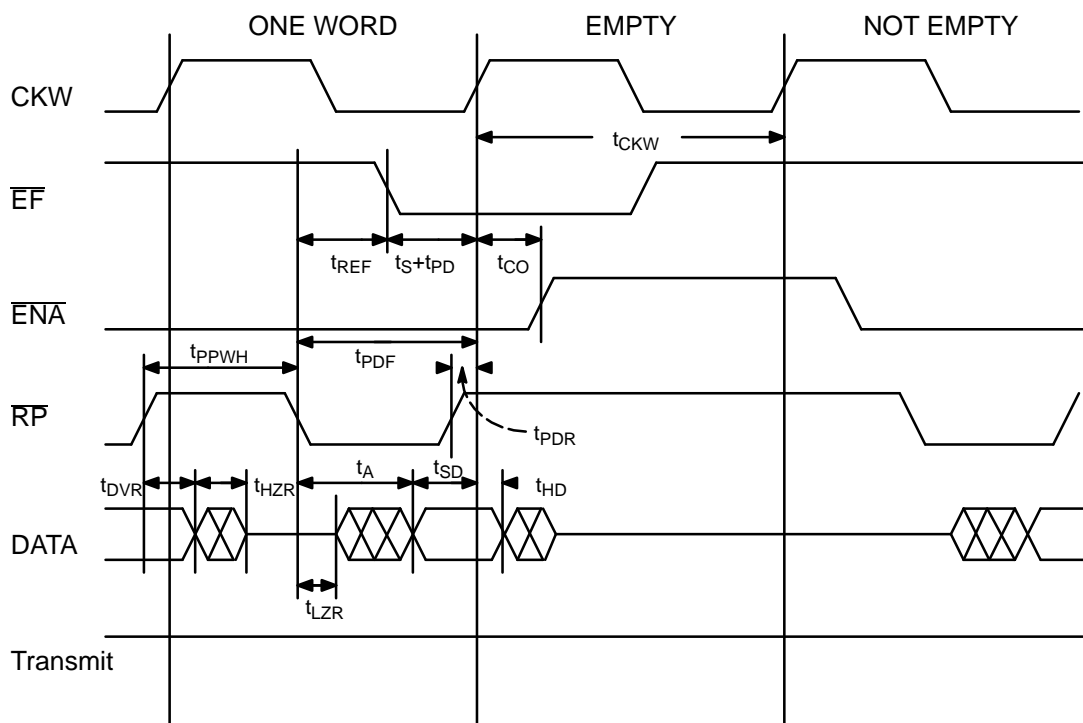 ONE WORD EMPTY NOT EMPTY
CKW
tCKW
EF
tREF tS+tPD tCO
ENA
tPPWH tPDF
RP
tPDR
tDVR tHZR tA tSD tHD
DATA
tLZR
Transmit